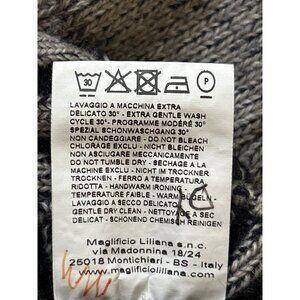 30 P
LAVAGGIO A MACCHINA EXTRA
DELICATO 30° - EXTRA GENTLE WASH
CYCLE 30° - PROGRAMME MODÉRÉ 30°
SPEZIAL SCHONWASCHGANG 30°
NON CANDEGGIARE - DO NOT BLEACH
CHLORAGE EXCLU - NICHT BLEICHEN
NON ASCIUGARE MECCANICAMENTE
DO NOT TUMBLE DRY - SECHAGE A LA
MACHINE EXCLU - NICHT IM TROCKNER
TROCKNEN - FERRO A TEMPERATURA
RIDOTTA - HANDWARM IRONING -
TEMPERATURE FAIBLE - WARM BÜGELN -
LAVAGGIO A SECCO DELICATO
GENTLE DRY CLEAN - NETTOYAGE A SEC
DELICAT - SCHONEND CHEMISCH REINIGEN
Maglificio Liliana s.n.c.
via Madonnina 18/24
25018 Montichiari - BS - Italy
www.maglificioliliana.com